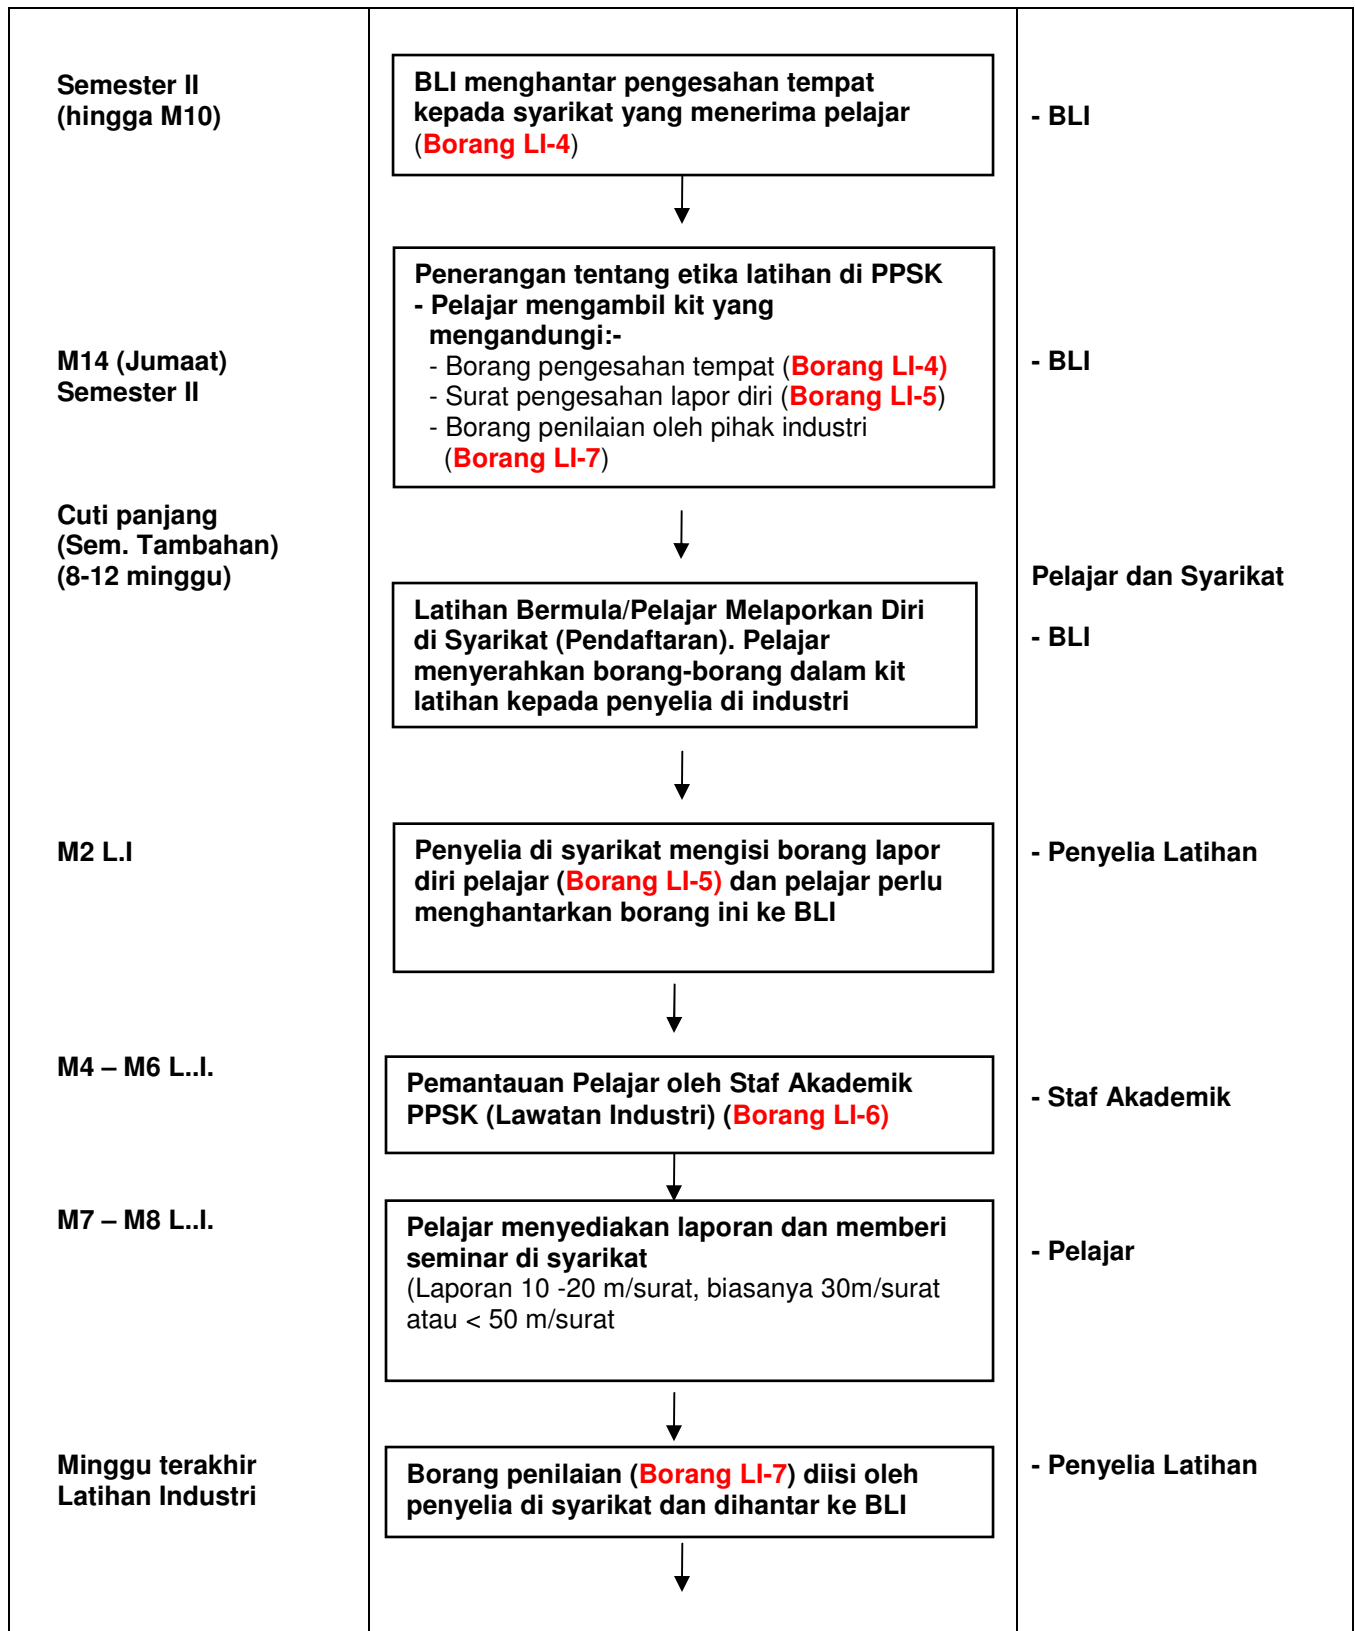 Semester II
(hingga M10)
BLI menghantar pengesahan tempat
kepada syarikat yang menerima pelajar
(Borang LI-4)
- BLI
M14 (Jumaat)
Semester II
Penerangan tentang etika latihan di PPSK
- Pelajar mengambil kit yang
mengandungi:-
- Borang pengesahan tempat (Borang LI-4)
- Surat pengesahan lapor diri (Borang LI-5)
- Borang penilaian oleh pihak industri
(Borang LI-7)
- BLI
Cuti panjang
(Sem. Tambahan)
(8-12 minggu)
Latihan Bermula/Pelajar Melaporkan Diri
di Syarikat (Pendaftaran). Pelajar
menyerahkan borang-borang dalam kit
latihan kepada penyelia di industri
Pelajar dan Syarikat
- BLI
M2 L.I
Penyelia di syarikat mengisi borang lapor
diri pelajar (Borang LI-5) dan pelajar perlu
menghantarkan borang ini ke BLI
- Penyelia Latihan
M4 – M6 L..I.
Pemantauan Pelajar oleh Staf Akademik
PPSK (Lawatan Industri) (Borang LI-6)
- Staf Akademik
M7 – M8 L..I.
Pelajar menyediakan laporan dan memberi
seminar di syarikat
(Laporan 10 -20 m/surat, biasanya 30m/surat
atau < 50 m/surat
- Pelajar
Minggu terakhir
Latihan Industri
Borang penilaian (Borang LI-7) diisi oleh
penyelia di syarikat dan dihantar ke BLI
- Penyelia Latihan